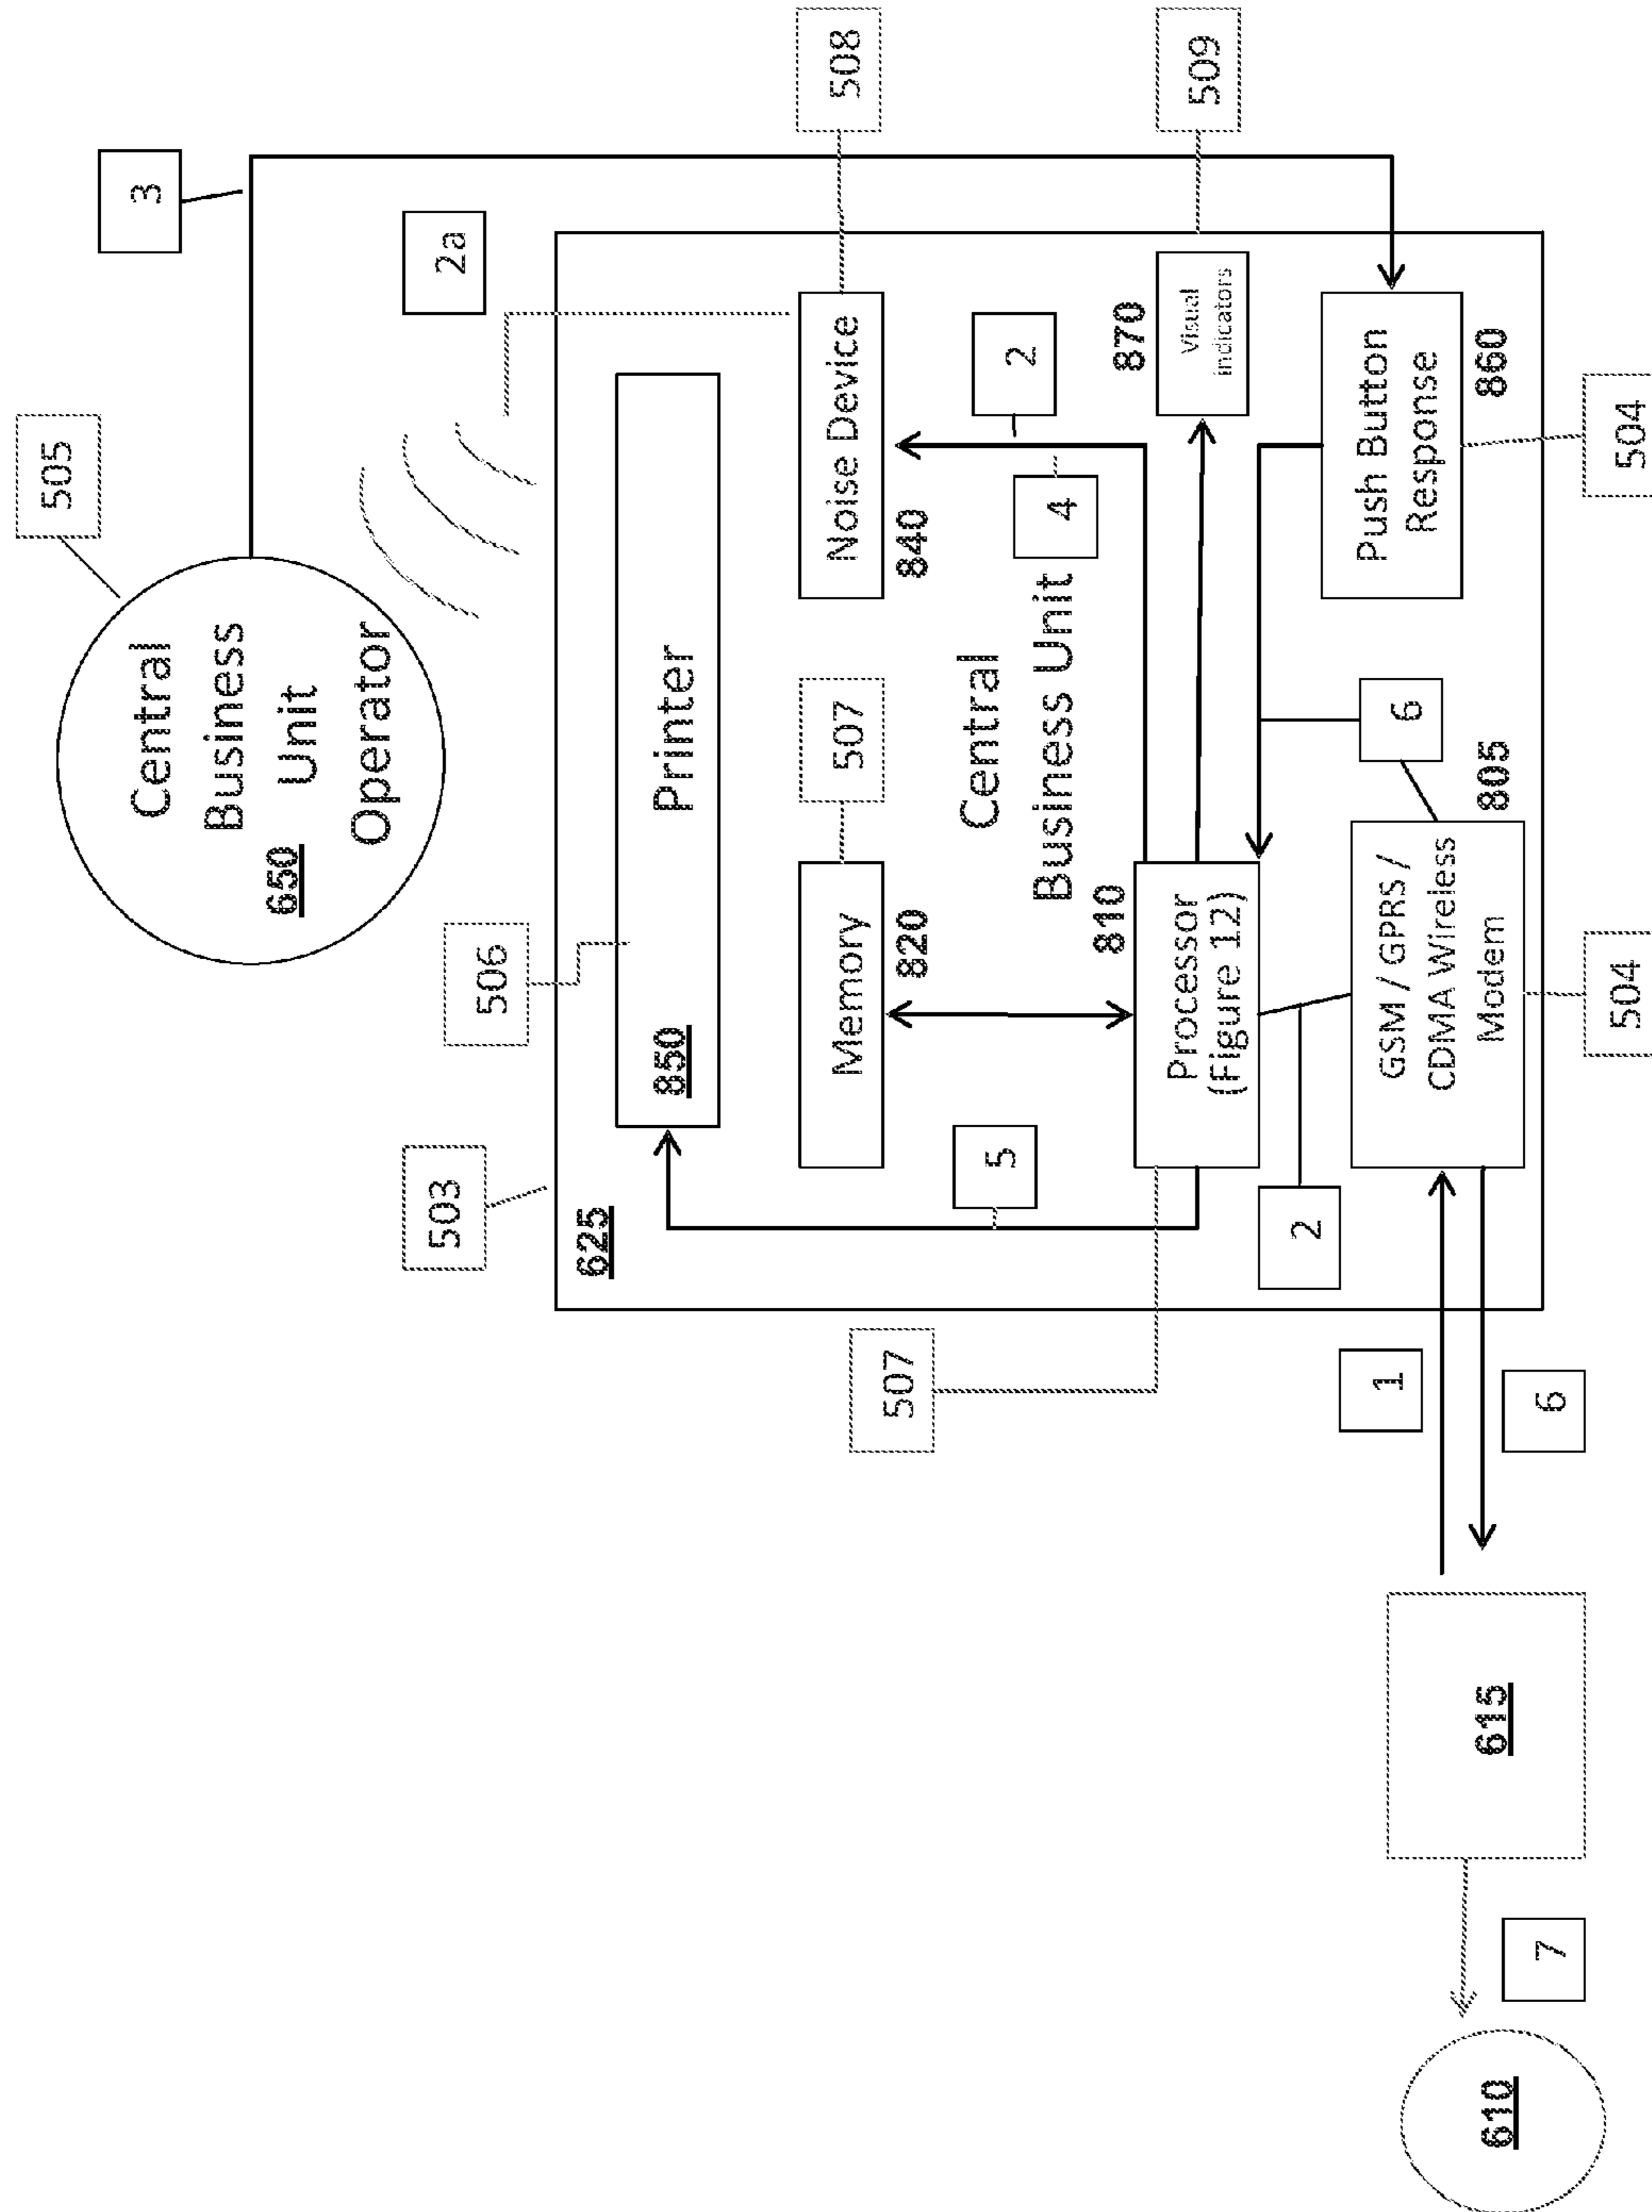 505
3
Central
Business
650
Unit
Operator
503
2a
506
625
850
Printer
Memory
507
Noise Device
508
507
820
840
5
Central
Business Unit
2
4
810
870
509
Processor
(Figure 12)
Visual
indicators
2
1
6
Push Button
Response
GSM / GPRS /
CDMA Wireless
Modem
805
860
610
7
615
6
504
504